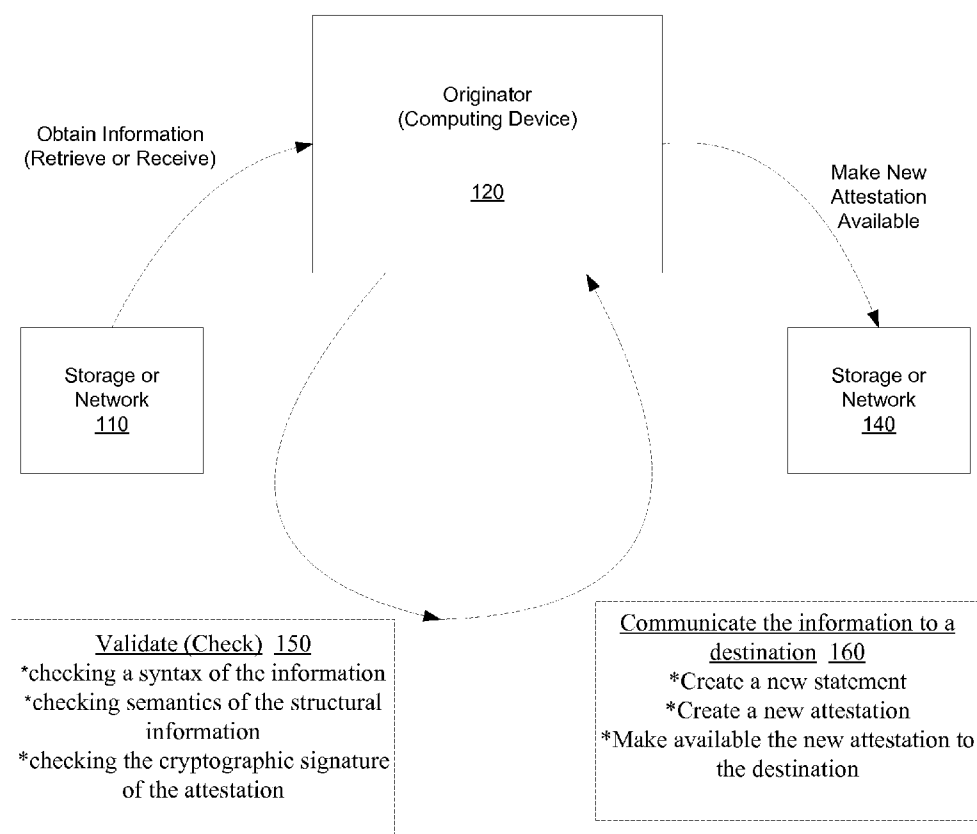 Originator
(Computing Device)
120
Obtain Information
(Retrieve or Receive)
Make New
Attestation
Available
Storage or
Network
110
Storage or
Network
140
Validate (Check) 150
*checking a syntax of the information
*checking semantics of the structural
information
*checking the cryptographic signature
of the attestation
Communicate the information to a
destination 160
*Create a new statement
*Create a new attestation
*Make available the new attestation to
the destination